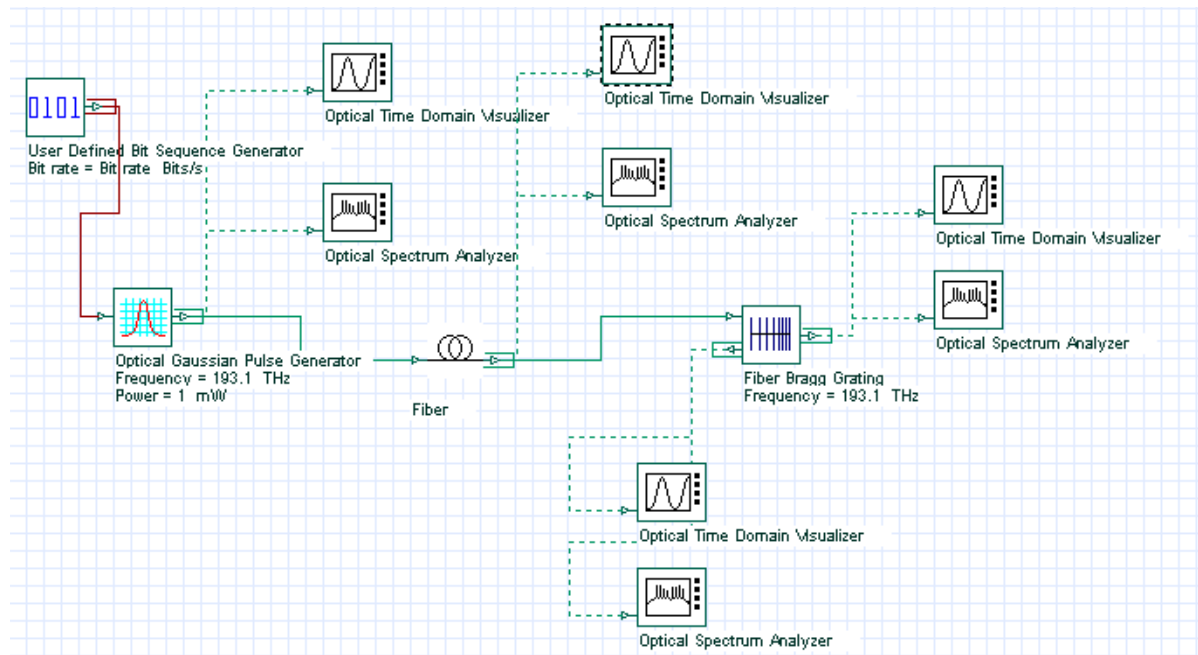 0101
User Defined Bit Sequence Generator
Bit rate = Bit rate Bits/s
Optical Time Domain Visualizer
Optical Spectrum Analyzer
Optical Time Domain Visualizer
Optical Spectrum Analyzer
Optical Time Domain Visualizer
Optical Spectrum Analyzer
Optical Gaussian Pulse Generator
Frequency = 193.1 THz
Power = 1 mW
Fiber
Fiber Bragg Grating
Frequency = 193.1 THz
Optical Time Domain Visualizer
Optical Spectrum Analyzer